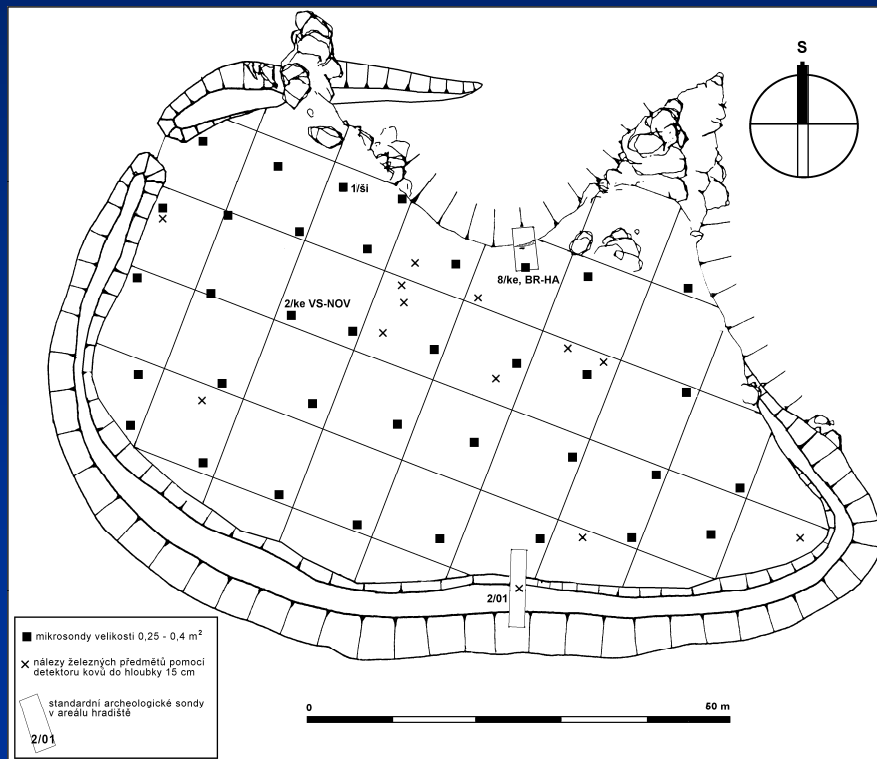 S
1/ši
8/ke, BR-HA
2/ke VS-NOV
2/01
mikrosondy velikosti 0,25 - 0,4 m²
nálezy železných předmětů pomocí
detektoru kovů do hloubky 15 cm
standardní archeologické sondy
v areálu hradiště
2/01
0
50 m